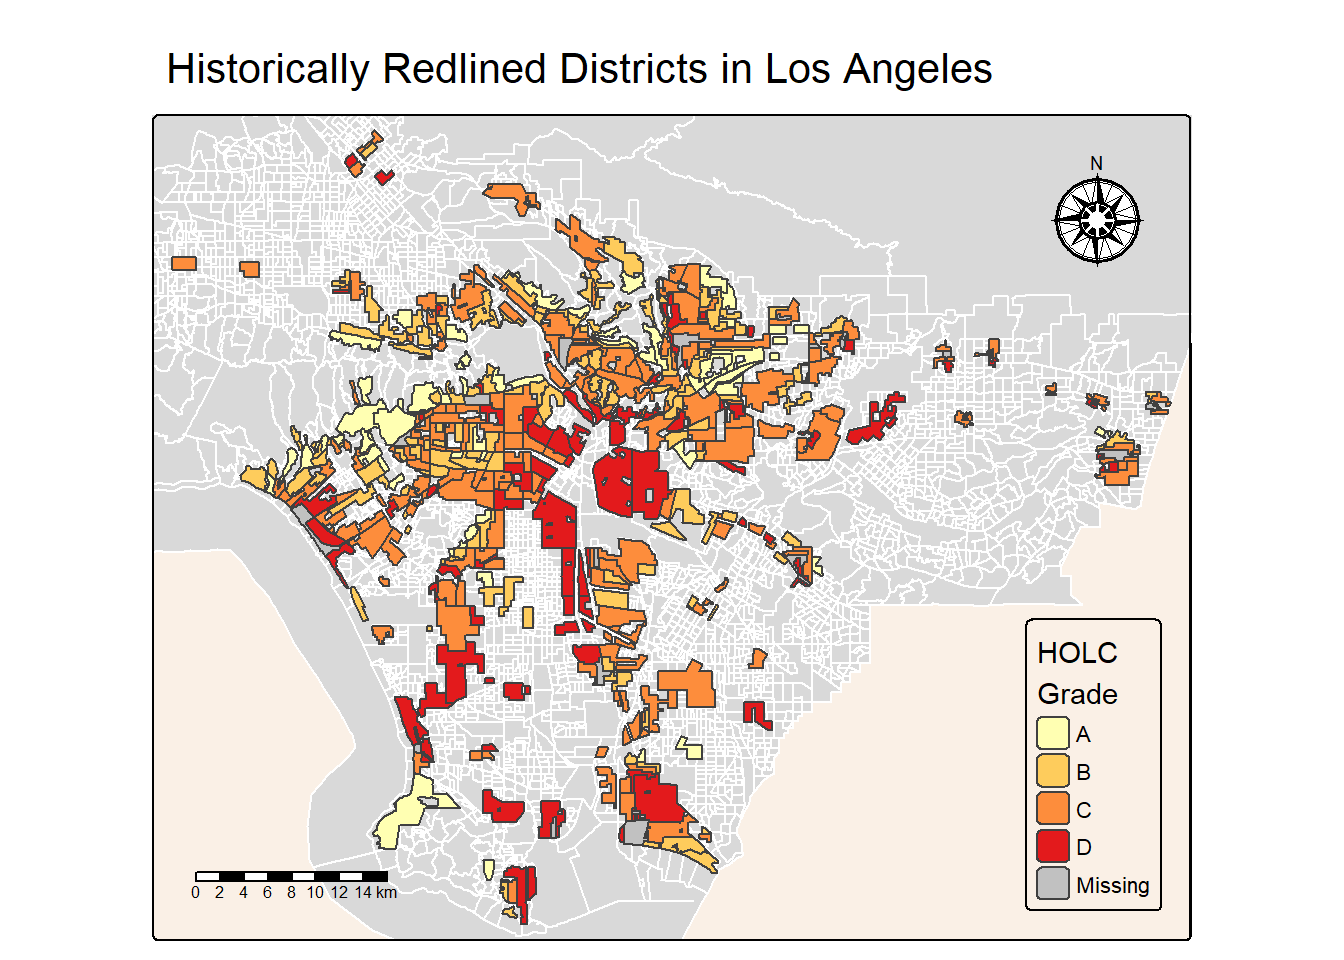 Historically Redlined Districts in Los Angeles
N
HOLC
Grade
A
B
C
D
Missing
0 2 4 6 8 10 12 14 km